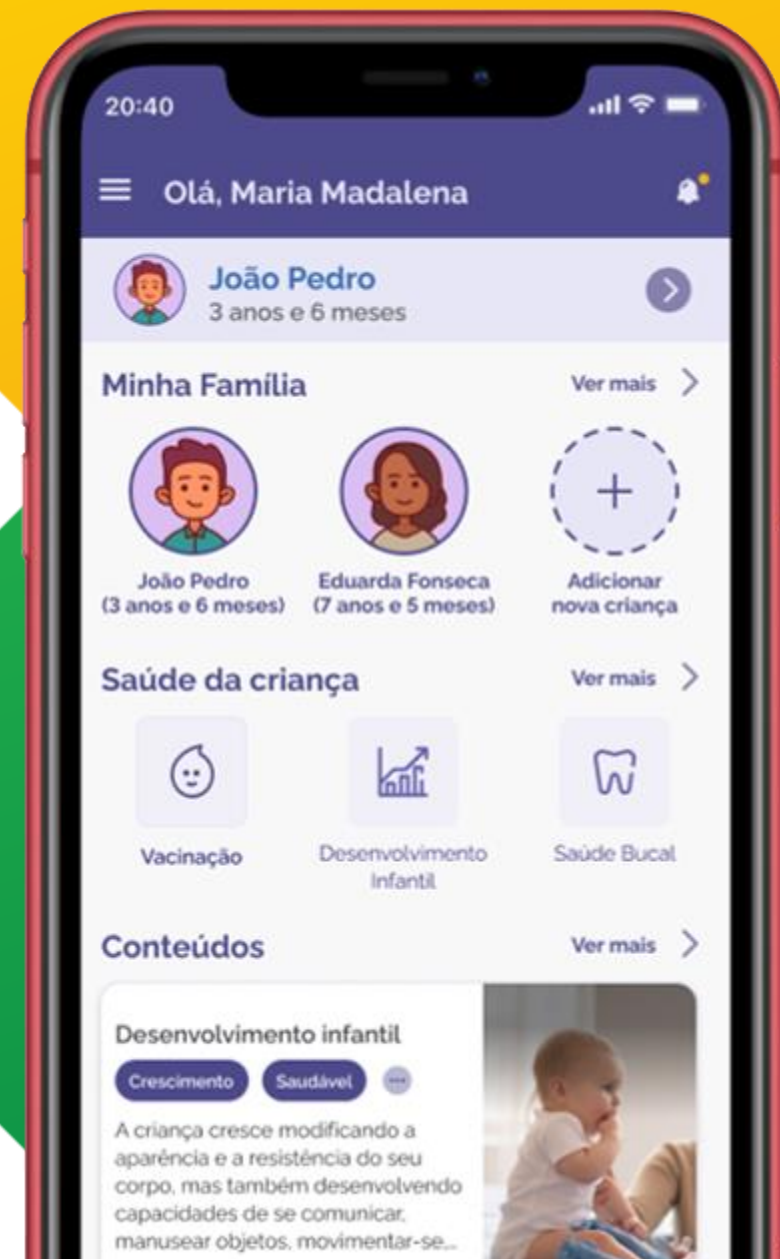 20:40
Olá, Maria Madalena
João Pedro
3 anos e 6 meses
Minha Família
Ver mais
João Pedro
(3 anos e 6 meses)
Eduarda Fonseca
(7 anos e 5 meses)
Adicionar
nova criança
Saúde da criança
Ver mais
Vacinação
Desenvolvimento
Infantil
Saúde Bucal
Conteúdos
Ver mais
Desenvolvimento infantil
Crescimento
Saudável
A criança cresce modificando a
aparência e a resistência do seu
corpo, mas também desenvolvendo
capacidades de se comunicar,
manusear objetos, movimentar-se...